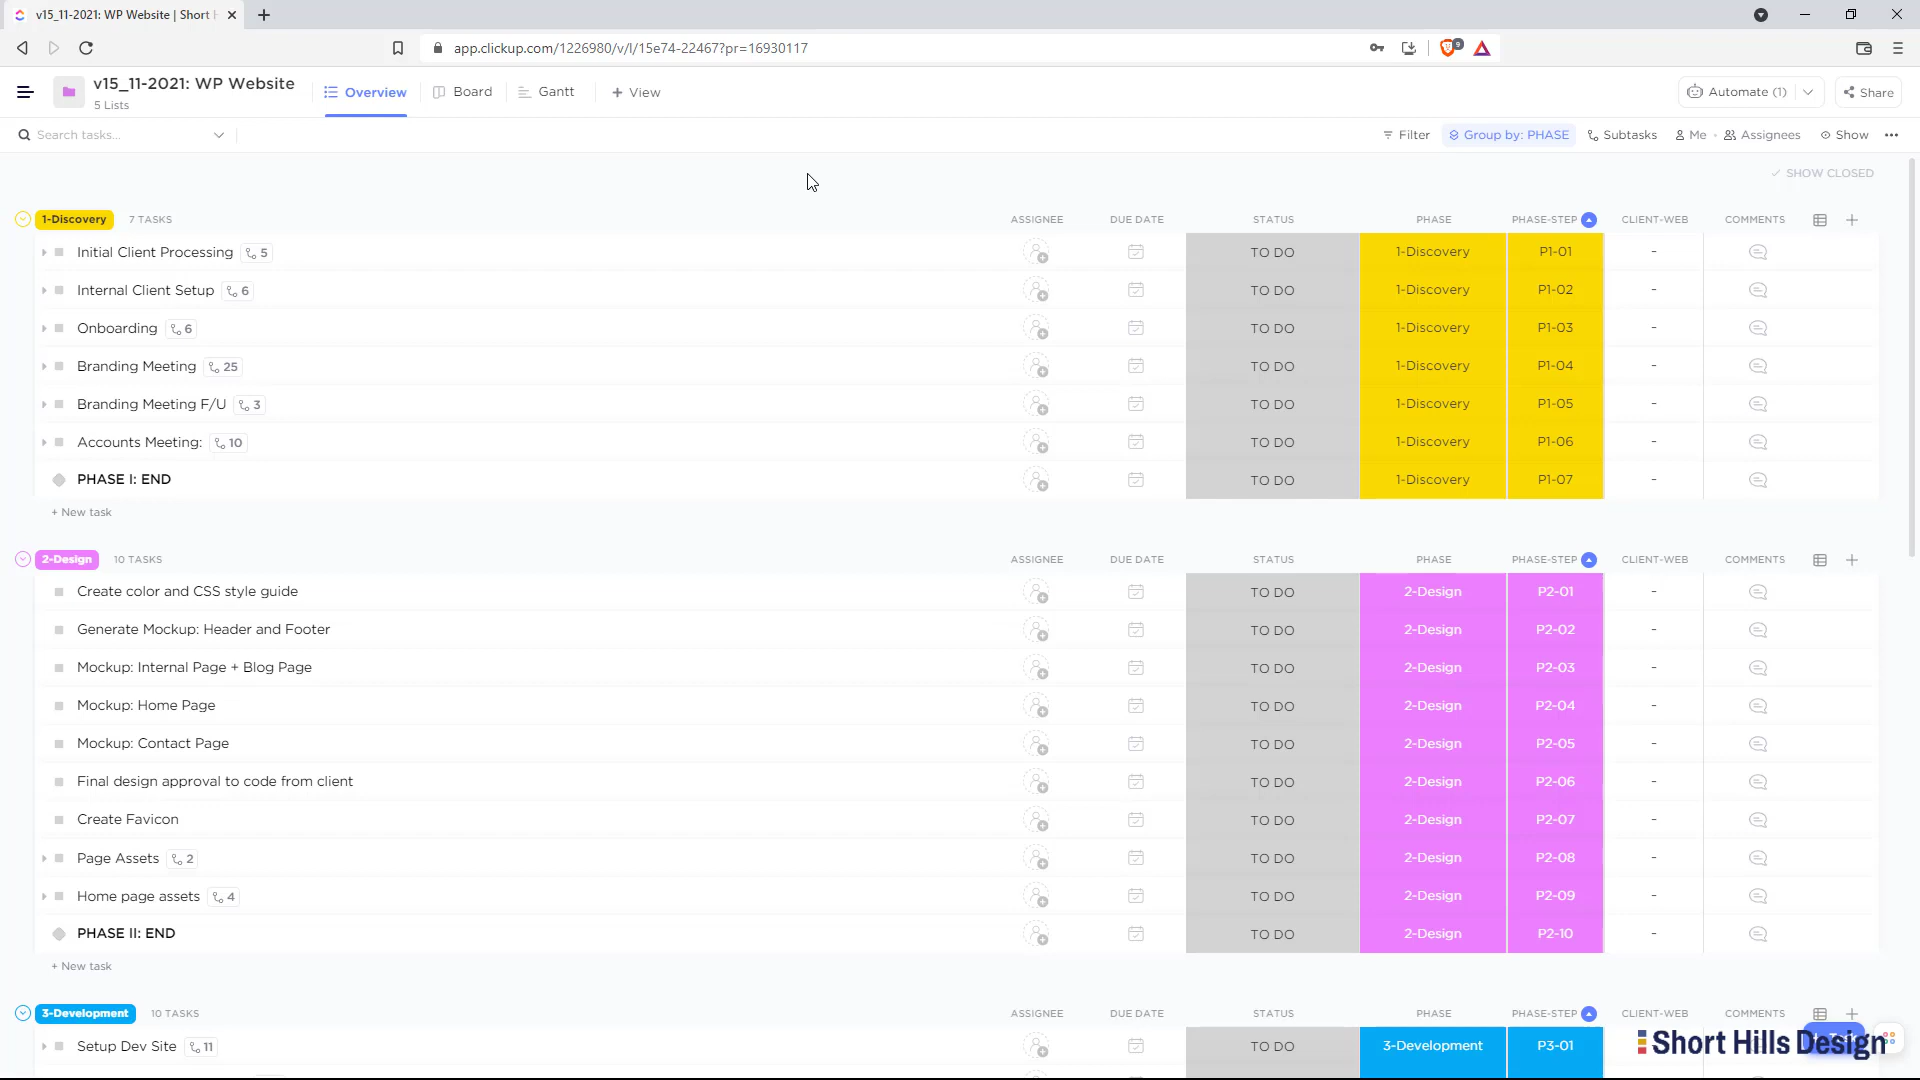 v15_11-2021: WP Website | Short
app.clickup.com/1226980/v/l/15e74-22467?pr=16930117
9
v15_11-2021: WP Website
5 Lists
Overview
Board
Gantt
+ View
Automate (1)
Share
Search tasks...
Filter
Group by: PHASE
Subtasks
Me
Assignees
Show
SHOW CLOSED
1-Discovery 7 TASKS ASSIGNEE DUE DATE STATUS PHASE PHASE-STEP CLIENT-WEB COMMENTS
Initial Client Processing 5 TO DO 1-Discovery P1-01 -
Internal Client Setup 6 TO DO 1-Discovery P1-02 -
Onboarding 6 TO DO 1-Discovery P1-03 -
Branding Meeting 25 TO DO 1-Discovery P1-04 -
Branding Meeting F/U 3 TO DO 1-Discovery P1-05 -
Accounts Meeting: 10 TO DO 1-Discovery P1-06 -
PHASE I: END TO DO 1-Discovery P1-07 -
+ New task
2-Design 10 TASKS ASSIGNEE DUE DATE STATUS PHASE PHASE-STEP CLIENT-WEB COMMENTS
Create color and CSS style guide TO DO 2-Design P2-01 -
Generate Mockup: Header and Footer TO DO 2-Design P2-02 -
Mockup: Internal Page + Blog Page TO DO 2-Design P2-03 -
Mockup: Home Page TO DO 2-Design P2-04 -
Mockup: Contact Page TO DO 2-Design P2-05 -
Final design approval to code from client TO DO 2-Design P2-06 -
Create Favicon TO DO 2-Design P2-07 -
Page Assets 2 TO DO 2-Design P2-08 -
Home page assets 4 TO DO 2-Design P2-09 -
PHASE II: END TO DO 2-Design P2-10 -
+ New task
3-Development 10 TASKS ASSIGNEE DUE DATE STATUS PHASE PHASE-STEP CLIENT-WEB COMMENTS
Setup Dev Site 11 TO DO 3-Development P3-01
Short Hills Design